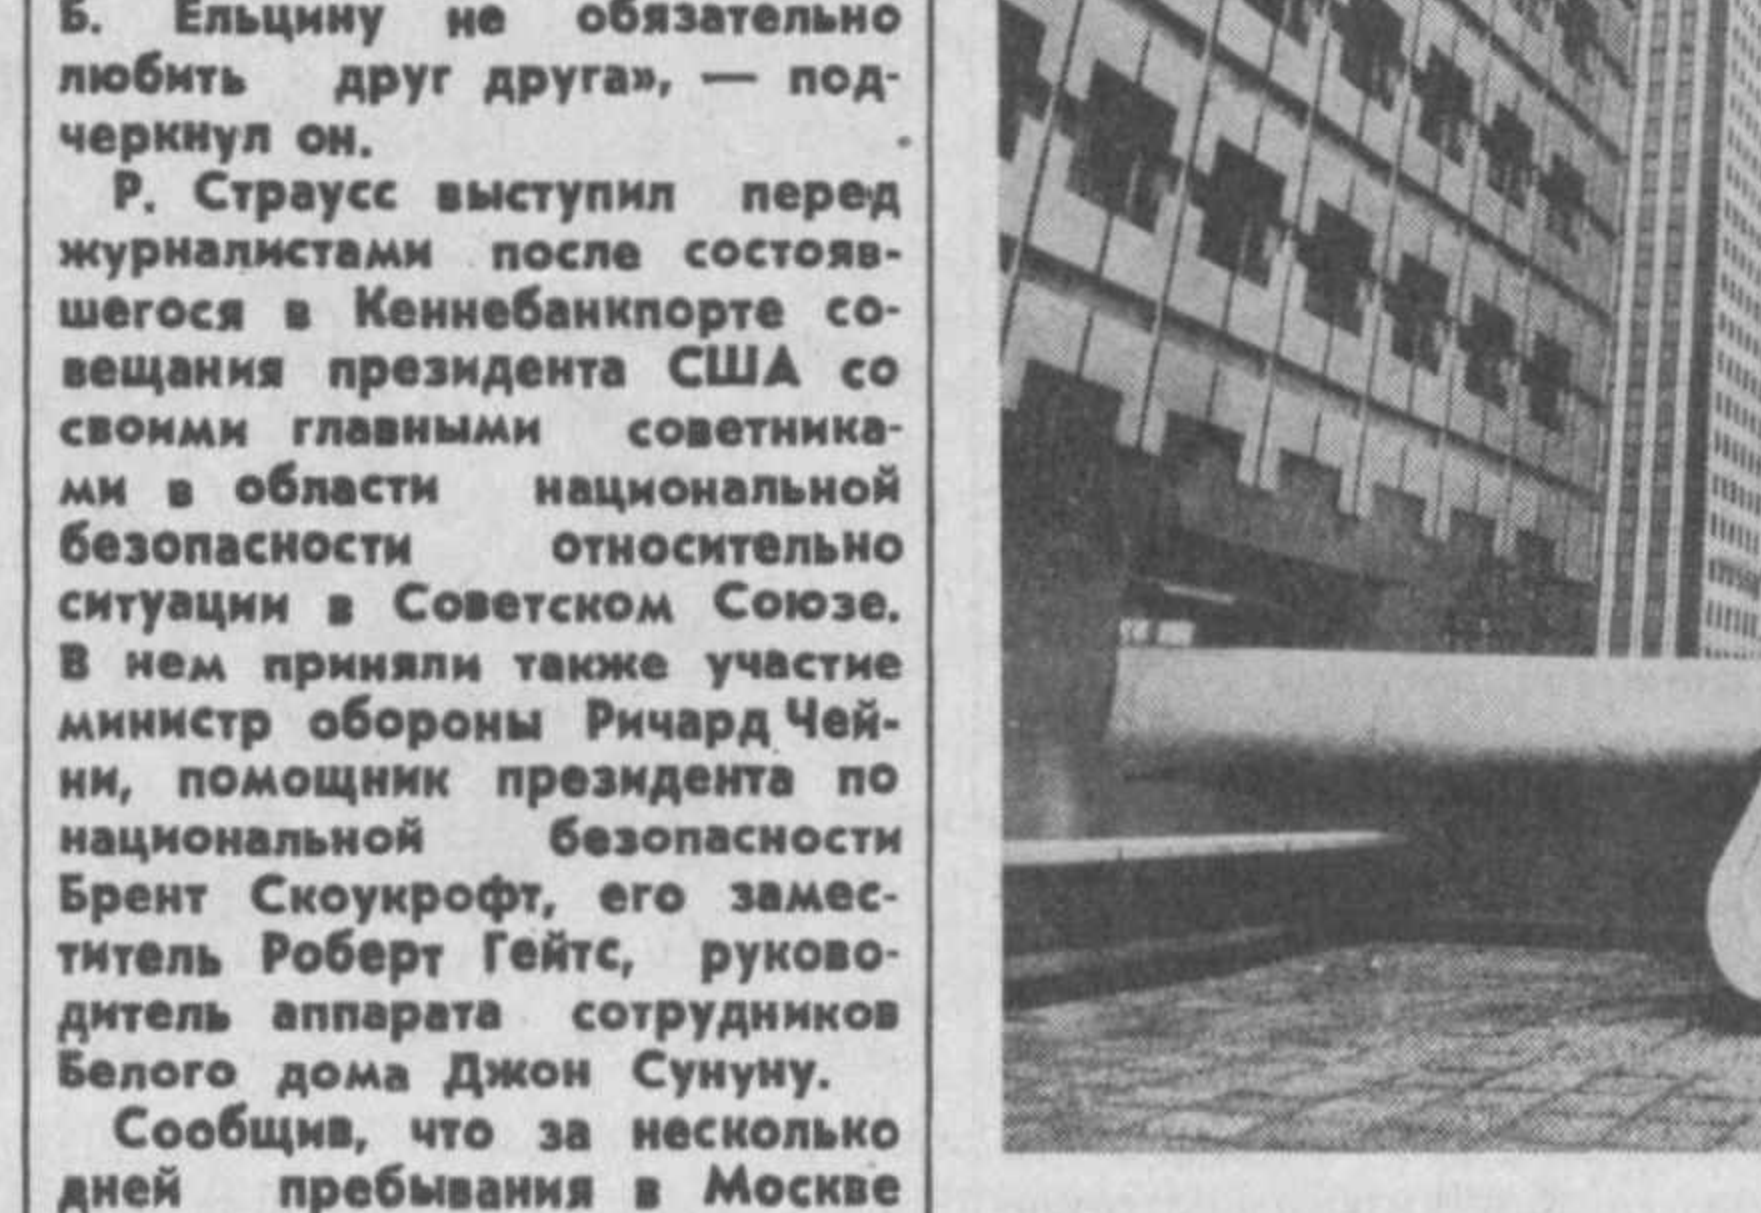 Б. Ельцину не обязательно
любить друг друга», — под-
черкнул он.
Р. Страусс выступил перед
журналистами после состояв-
шегося в Кеннебанкпорте со-
вещания президента США со
своими главными советника-
ми в области национальной
безопасности относительно
ситуации в Советском Союзе.
В нем приняли также участие
министр обороны Ричард Чей-
ни, помощник президента по
национальной безопасности
Брент Скоукрофт, его замес-
титель Роберт Гейтс, руково-
дитель аппарата сотрудников
Белого дома Джон Сунуну.
Сообщив, что за несколько
дней пребывания в Москве